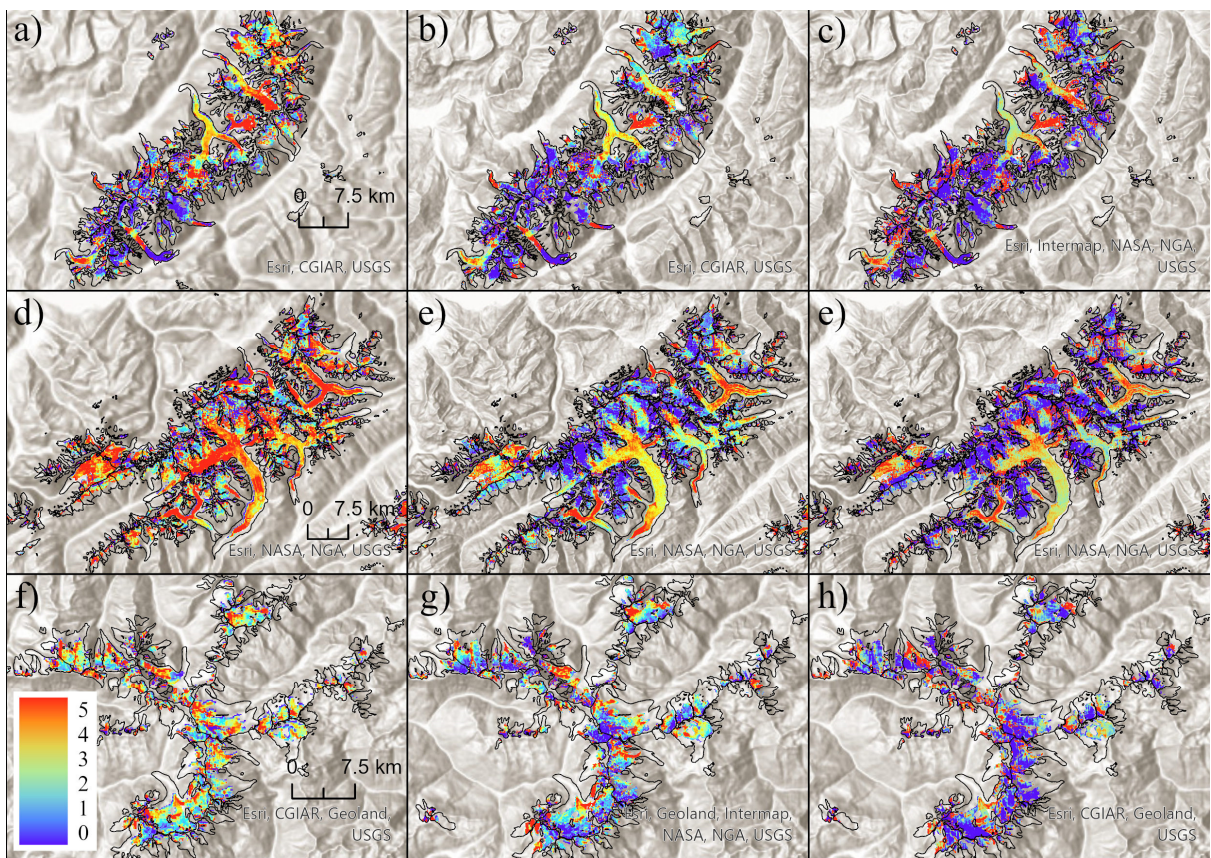 a)
b)
c)
0 7.5 km
Esri, CGIAR, USGS
Esri, CGIAR, USGS
Esri, Intermap, NASA, NGA,
USGS
d)
e)
e)
0 7.5 km
Esri, NASA, NGA, USGS
Esri, NASA, NGA, USGS
Esri, NASA, NGA, USGS
f)
g)
h)
5
4
3
2
1
0
0 7.5 km
Esri, CGIAR, Geoland,
USGS
Esri, Geoland, Intermap,
NASA, NGA, USGS
Esri, CGIAR, Geoland,
USGS